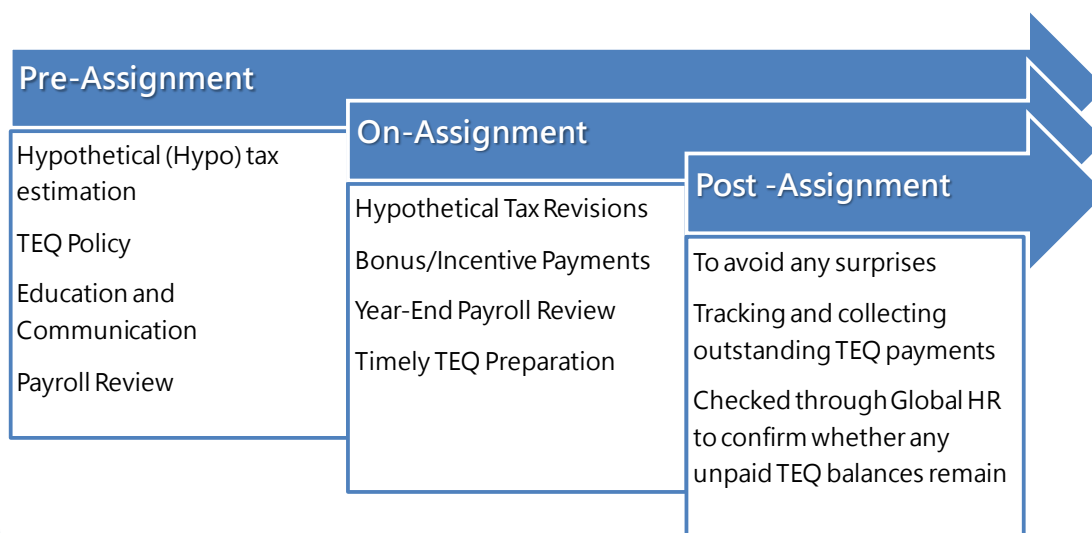 Pre-Assignment
Hypothetical (Hypo) tax
estimation
TEQ Policy
Education and
Communication
Payroll Review
On-Assignment
Hypothetical Tax Revisions
Bonus/Incentive Payments
Year-End Payroll Review
Timely TEQ Preparation
Post -Assignment
To avoid any surprises
Tracking and collecting
outstanding TEQ payments
Checked through Global HR
to confirm whether any
unpaid TEQ balances remain